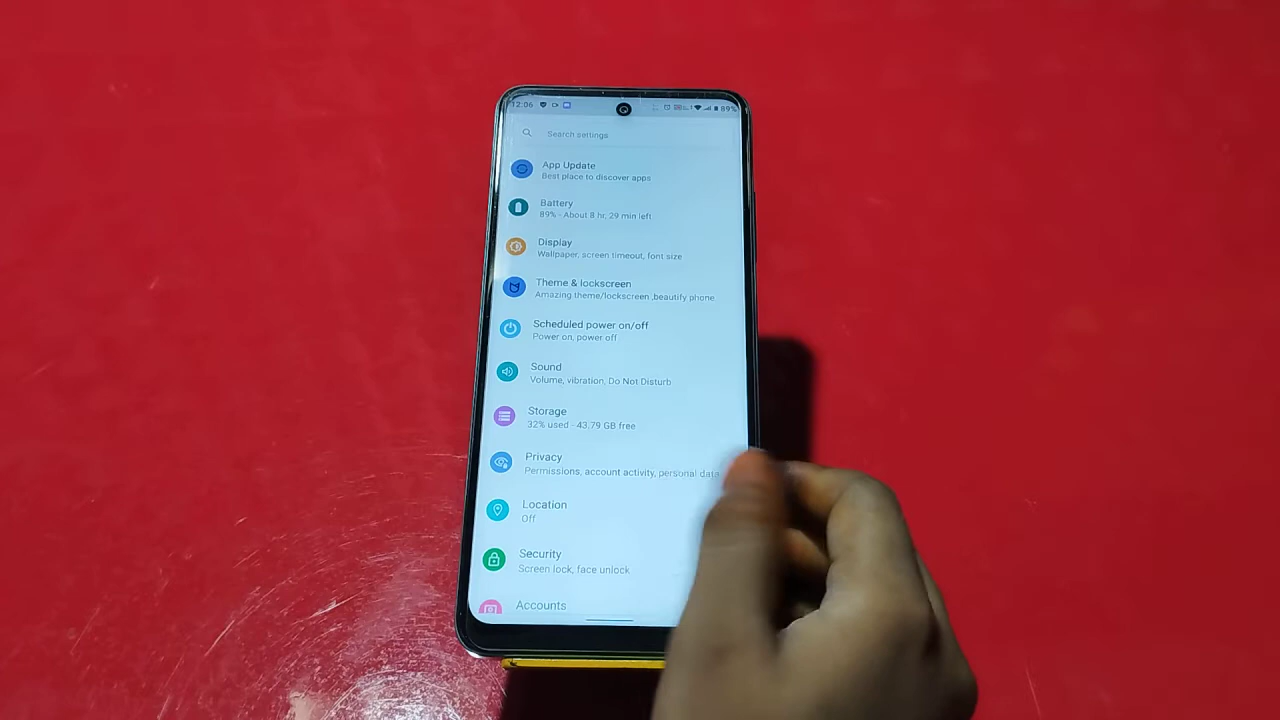 12:06
89%
Search settings
App Update
Best place to discover apps
Battery
89% - About 8 hr, 29 min left
Display
Wallpaper, screen timeout, font size
Theme & lockscreen
Amazing theme/lockscreen ,beautify phone
Scheduled power on/off
Power on, power off
Sound
Volume, vibration, Do Not Disturb
Storage
32% used - 43.79 GB free
Privacy
Permissions, account activity, personal data
Location
Off
Security
Screen lock, face unlock
Accounts